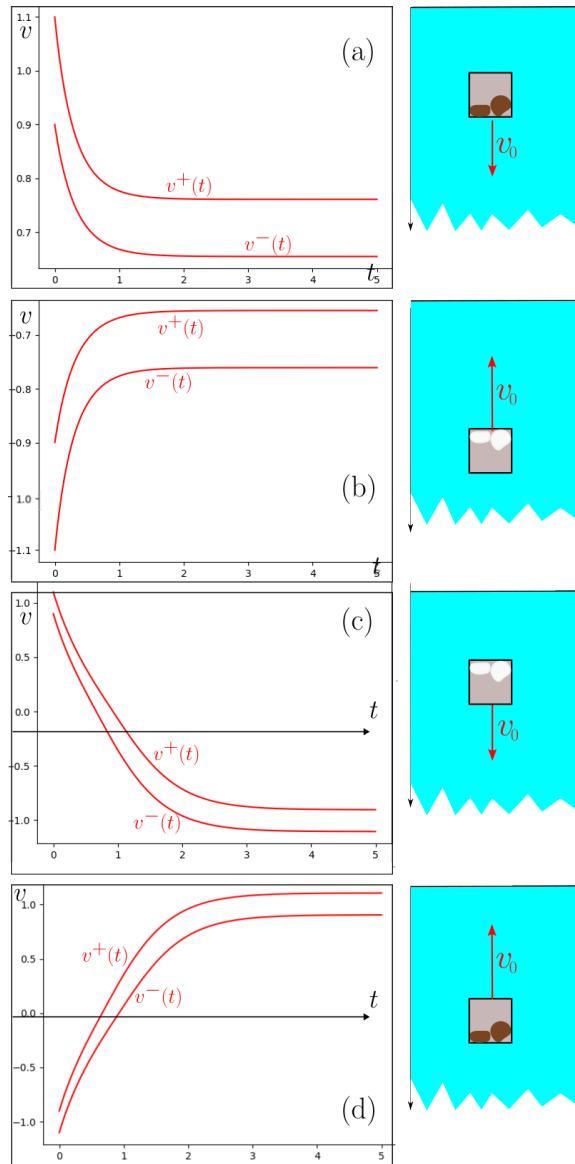 1.1
v
(a)
1.0
0.9
v₀
0.8
v⁺(t)
0.7
v⁻(t)
t
0 1 2 3 4 5
v
v⁺(t)
−0.7
v⁻(t)
−0.8
v₀
−0.9
1.0
(b)
−1.1
t
0 1 2 3 4 5
1.0
v
(c)
0.5
0.0
t
v₀
v⁺(t)
−0.5
v⁻(t)
−1.0
0 1 2 3 4 5
v
1.0
v⁺(t)
v₀
0.5
v⁻(t)
t
0.0
−0.5
−1.0
(d)
0 1 2 3 4 5